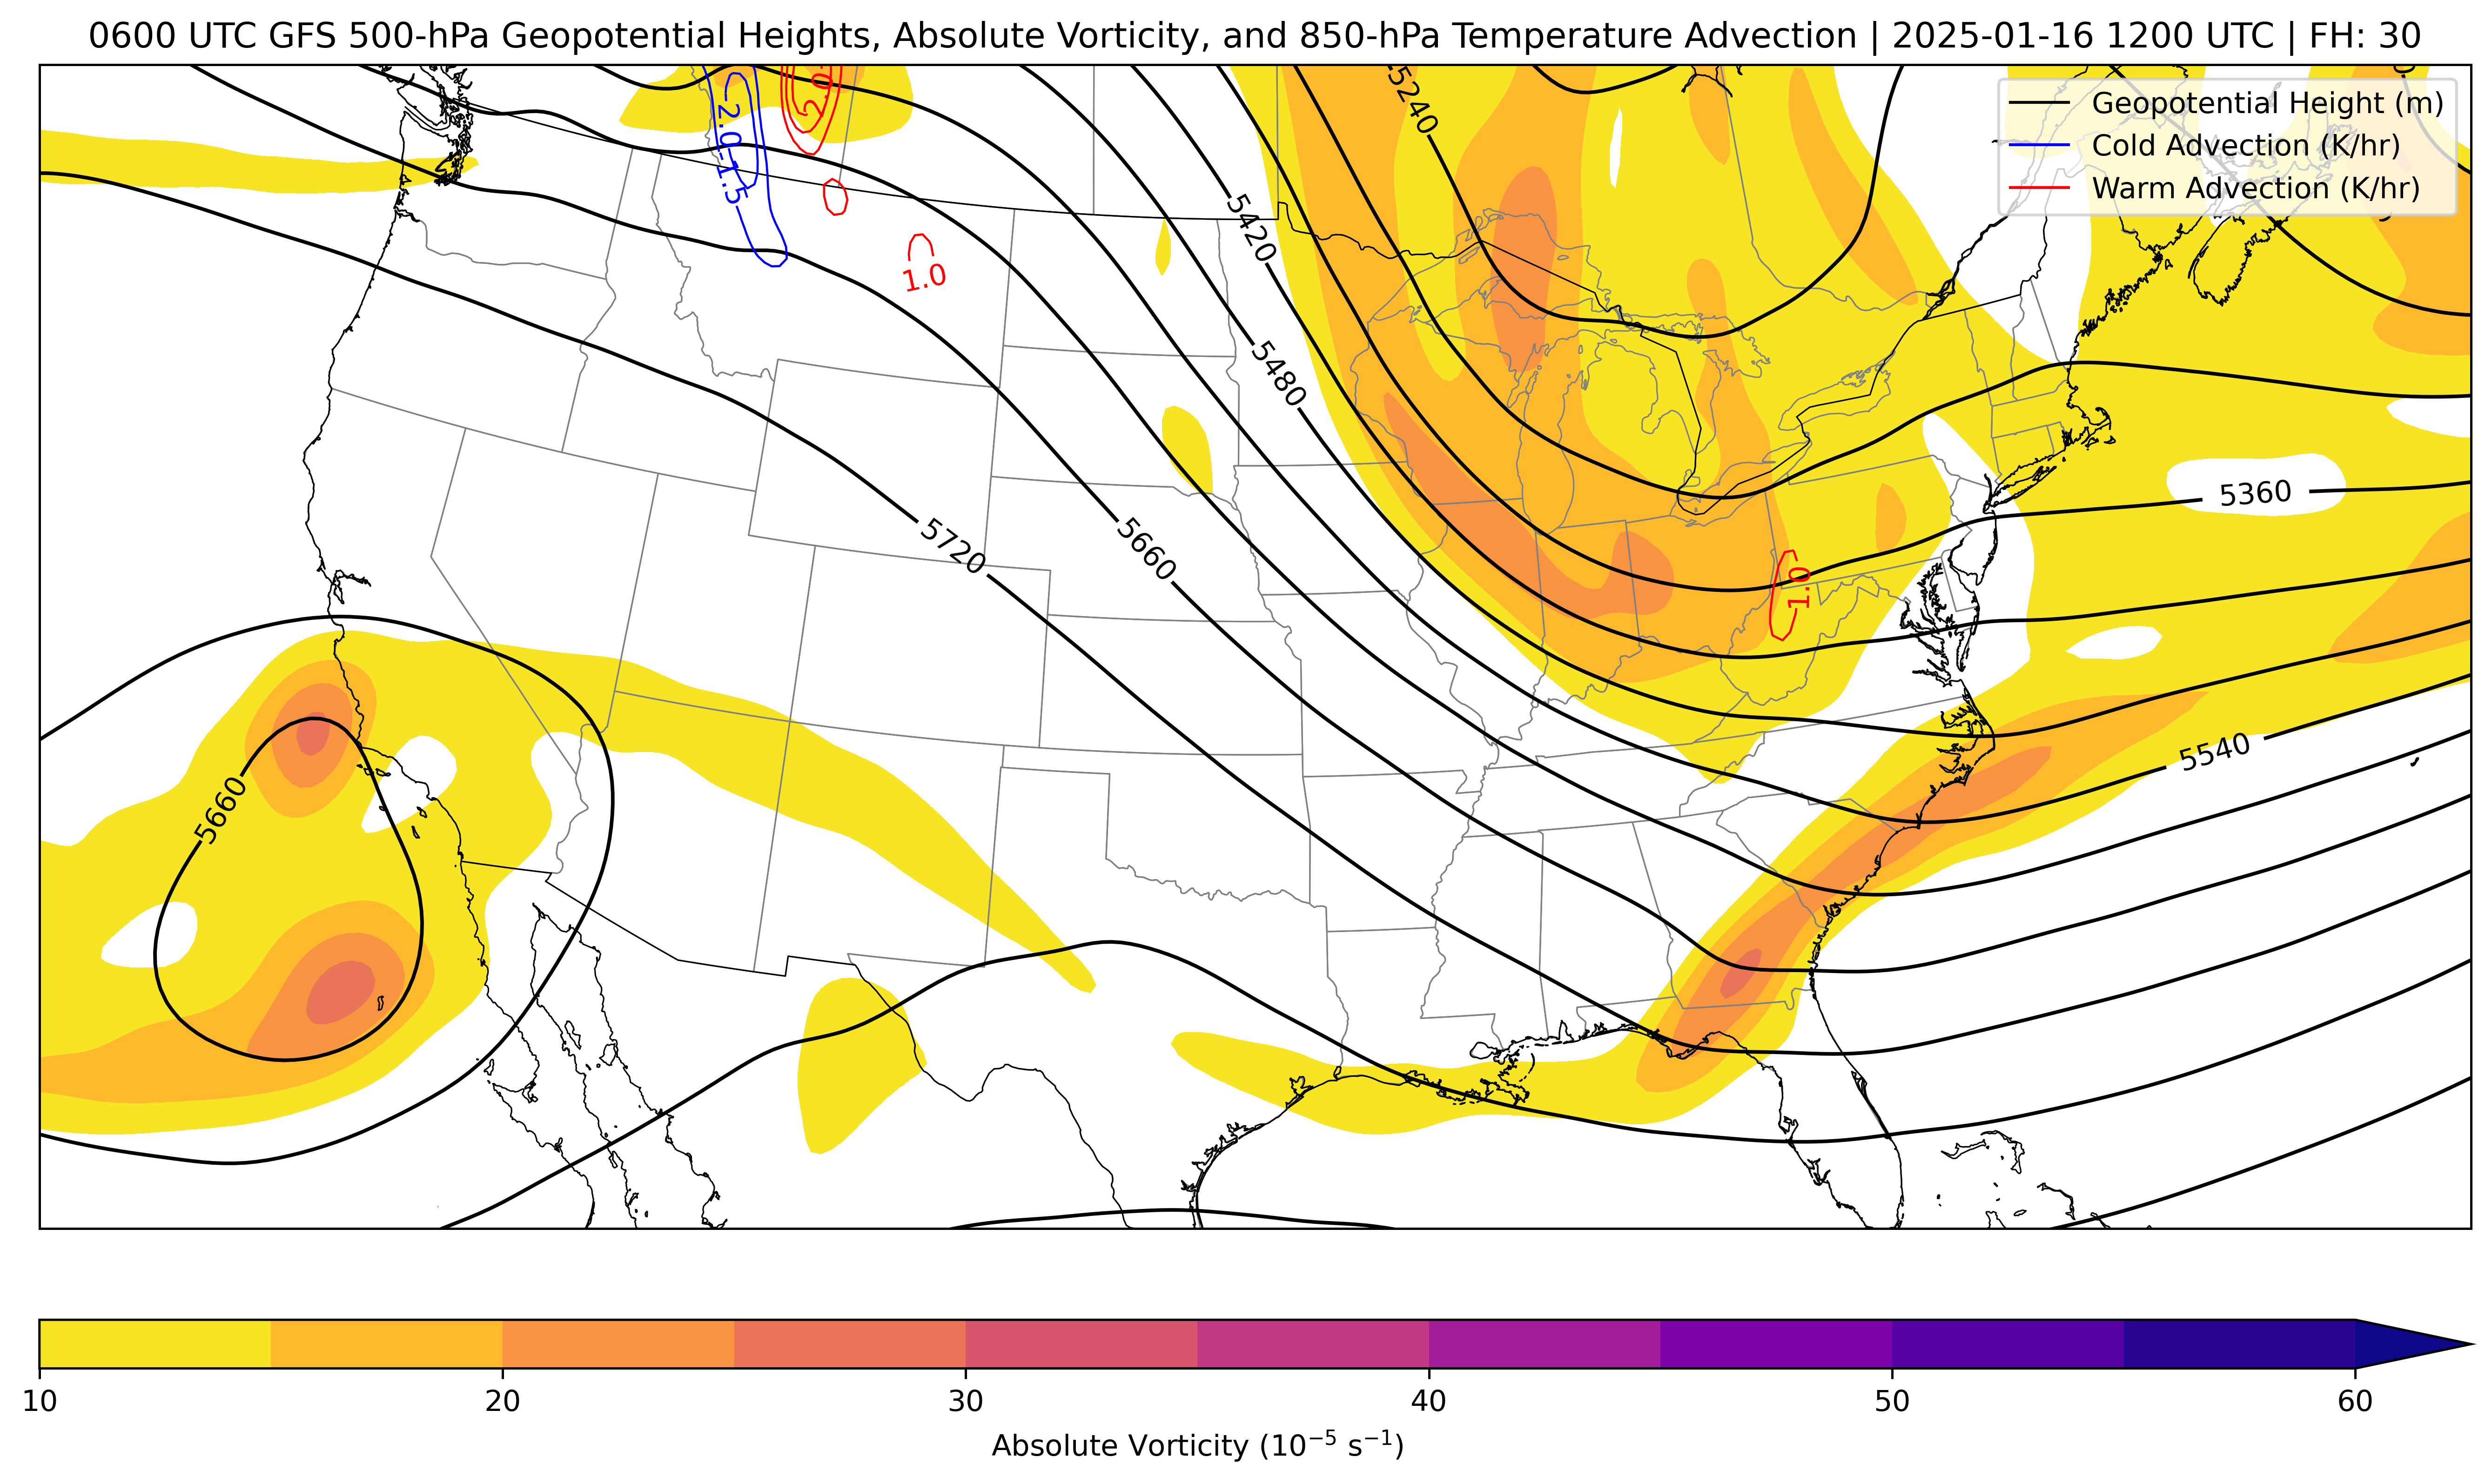 0600 UTC GFS 500-hPa Geopotential Heights, Absolute Vorticity, and 850-hPa Temperature Advection | 2025-01-16 1200 UTC | FH: 30
Geopotential Height (m)
Cold Advection (K/hr)
Warm Advection (K/hr)
-2.0
2.0
5240
-1.5
5420
1.0
5480
5360
5720
5660
1.0
5540
5660
10 20 30 40 50 60
Absolute Vorticity (10⁻⁵ s⁻¹)